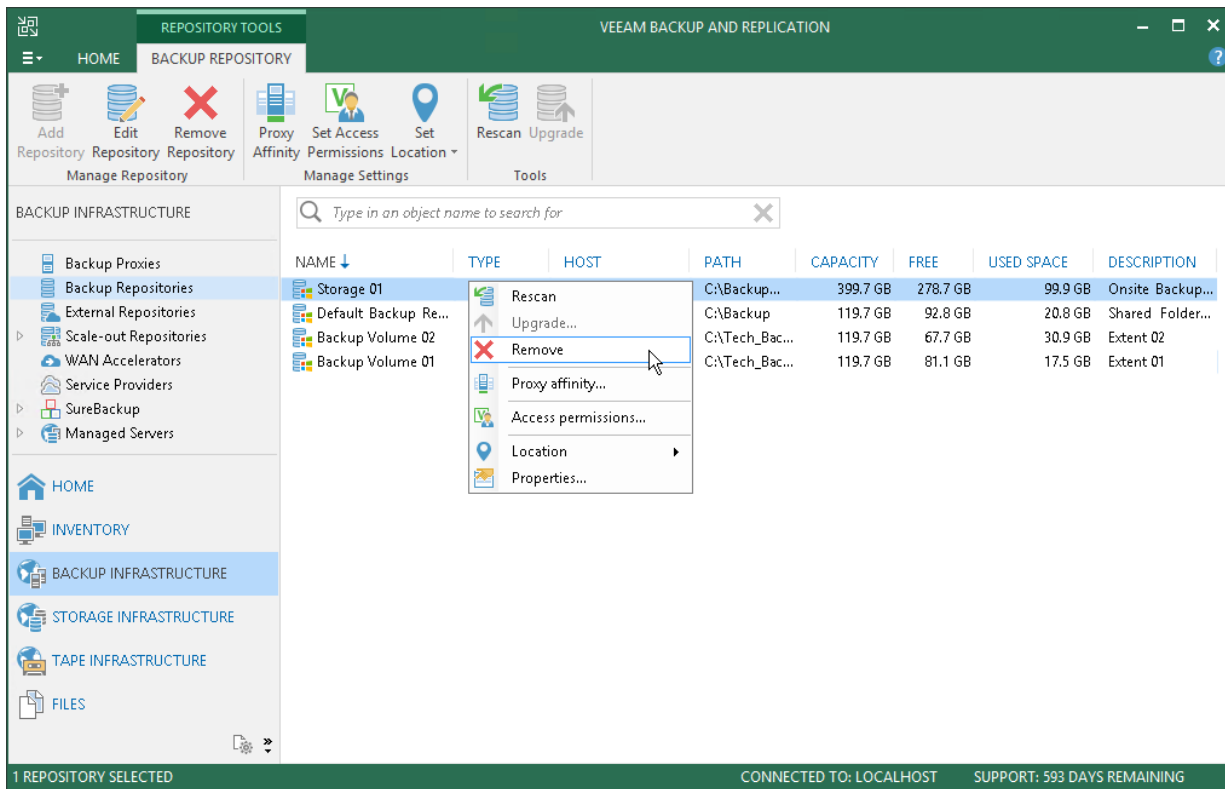 REPOSITORY TOOLS
VEEAM BACKUP AND REPLICATION
HOME BACKUP REPOSITORY
?
Add Repository
Edit Repository
Remove Repository
Proxy Affinity
Set Access Permissions
Set Location
Rescan
Upgrade
Manage Repository
Manage Settings
Tools
BACKUP INFRASTRUCTURE
Type in an object name to search for
Backup Proxies
Backup Repositories
External Repositories
Scale-out Repositories
WAN Accelerators
Service Providers
SureBackup
Managed Servers
HOME
INVENTORY
BACKUP INFRASTRUCTURE
STORAGE INFRASTRUCTURE
TAPE INFRASTRUCTURE
FILES
NAME TYPE HOST PATH CAPACITY FREE USED SPACE DESCRIPTION
Storage 01 C:\Backup... 399.7 GB 278.7 GB 99.9 GB Onsite Backup...
Default Backup Re... C:\Backup 119.7 GB 92.8 GB 20.8 GB Shared Folder...
Backup Volume 02 C:\Tech_Bac... 119.7 GB 67.7 GB 30.9 GB Extent 02
Backup Volume 01 C:\Tech_Bac... 119.7 GB 81.1 GB 17.5 GB Extent 01
Rescan
Upgrade...
Remove
Proxy affinity...
Access permissions...
Location
Properties...
1 REPOSITORY SELECTED
CONNECTED TO: LOCALHOST
SUPPORT: 593 DAYS REMAINING